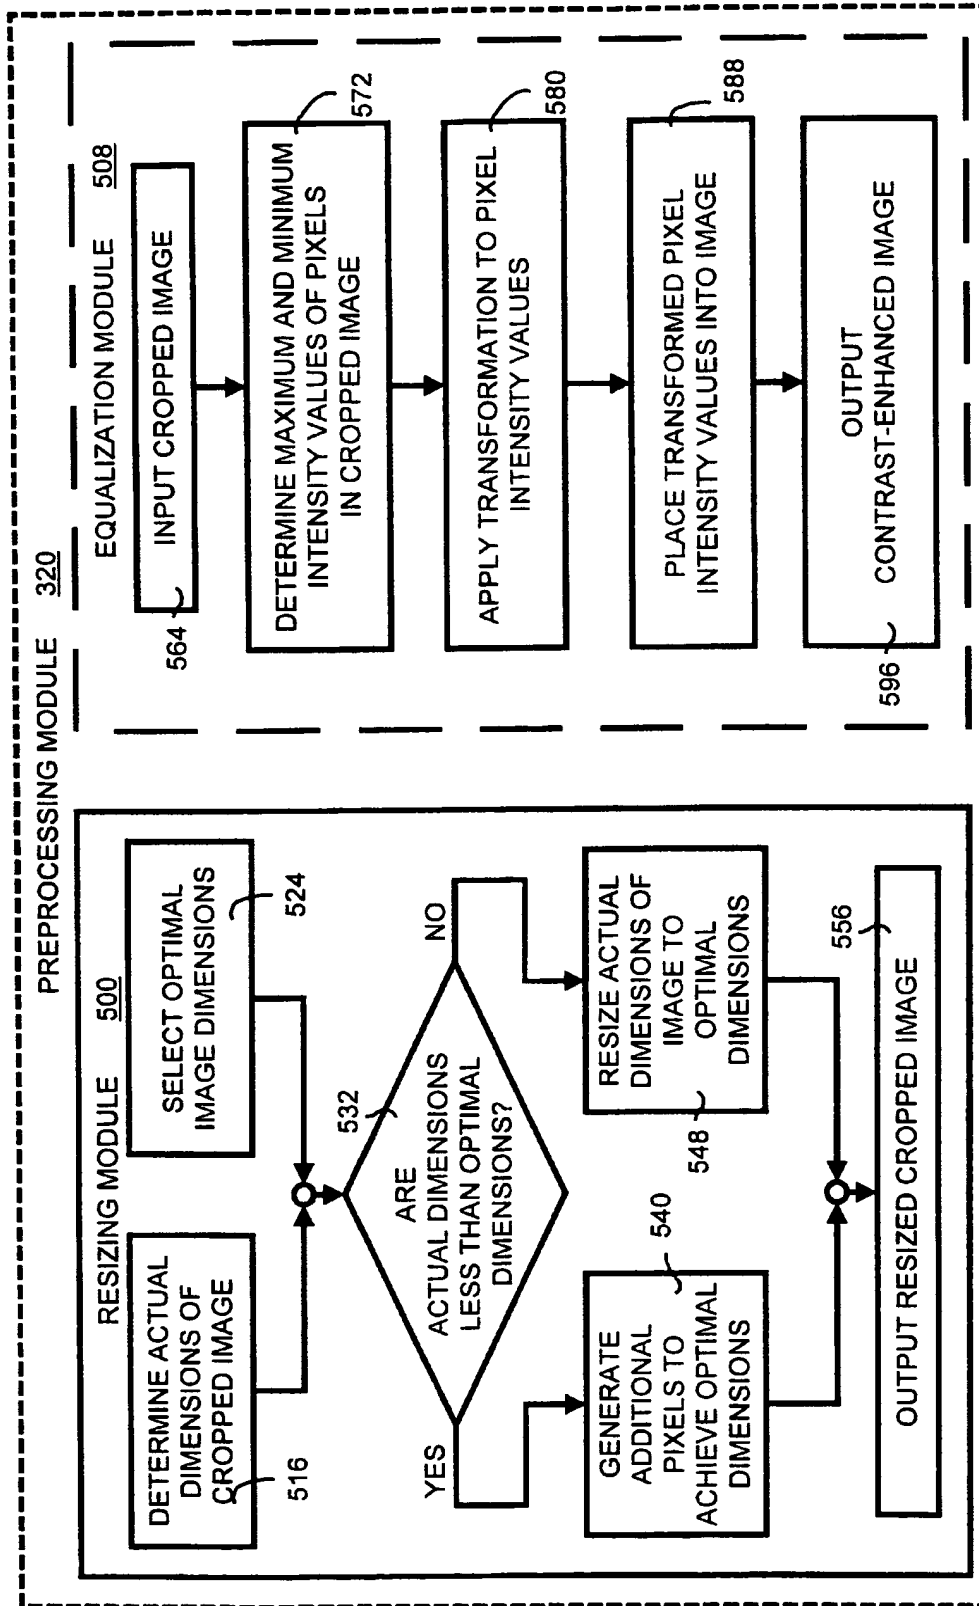 PREPROCESSING MODULE 320
RESIZING MODULE 500
DETERMINE ACTUAL
DIMENSIONS OF
CROPPED IMAGE
516
SELECT OPTIMAL
IMAGE DIMENSIONS
524
532
ARE
ACTUAL DIMENSIONS
LESS THAN OPTIMAL
DIMENSIONS?
YES
NO
GENERATE
ADDITIONAL
PIXELS TO
ACHIEVE OPTIMAL
DIMENSIONS
540
RESIZE ACTUAL
DIMENSIONS OF
IMAGE TO
OPTIMAL
DIMENSIONS
548
OUTPUT RESIZED CROPPED IMAGE
556
EQUALIZATION MODULE 508
INPUT CROPPED IMAGE
564
DETERMINE MAXIMUM AND MINIMUM
INTENSITY VALUES OF PIXELS
IN CROPPED IMAGE
572
APPLY TRANSFORMATION TO PIXEL
INTENSITY VALUES
580
PLACE TRANSFORMED PIXEL
INTENSITY VALUES INTO IMAGE
588
OUTPUT
CONTRAST-ENHANCED IMAGE
596